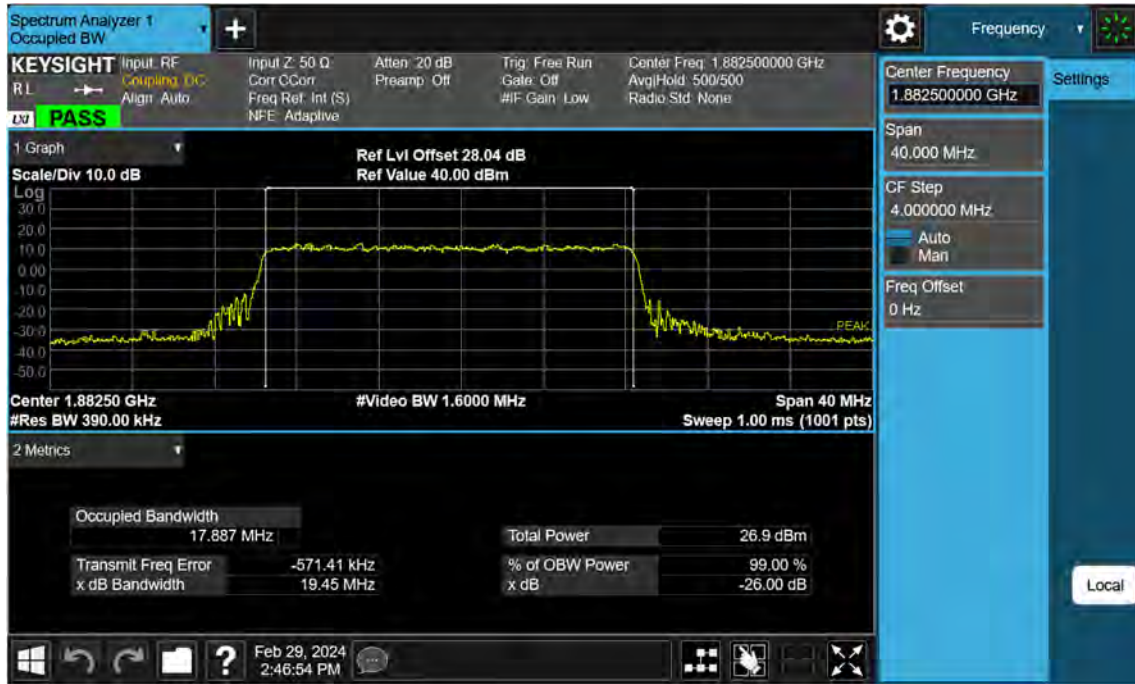 Spectrum Analyzer 1
Occupied BW
+
Frequency
KEYSIGHT
R L
LXI
PASS
Input: RF
Coupling: DC
Align: Auto
Input Z: 50 Ω
Corr CCorr
Freq Ref: Int (S)
NFE: Adaptive
Atten: 20 dB
Preamp: Off
Trig: Free Run
Gate: Off
#IF Gain: Low
Center Freq: 1.882500000 GHz
Avg|Hold: 500/500
Radio Std: None
Center Frequency
1.882500000 GHz
Settings
Span
40.000 MHz
CF Step
4.000000 MHz
Auto
Man
Freq Offset
0 Hz
1 Graph
Scale/Div 10.0 dB
Ref Lvl Offset 28.04 dB
Ref Value 40.00 dBm
Log
30.0
20.0
10.0
0.00
-10.0
-20.0
-30.0
-40.0
-50.0
PEAK
Center 1.88250 GHz
#Video BW 1.6000 MHz
Span 40 MHz
#Res BW 390.00 kHz
Sweep 1.00 ms (1001 pts)
2 Metrics
Occupied Bandwidth
17.887 MHz
Total Power 26.9 dBm
Transmit Freq Error -571.41 kHz
% of OBW Power 99.00 %
x dB Bandwidth 19.45 MHz
x dB -26.00 dB
Local
?
Feb 29, 2024
2:46:54 PM